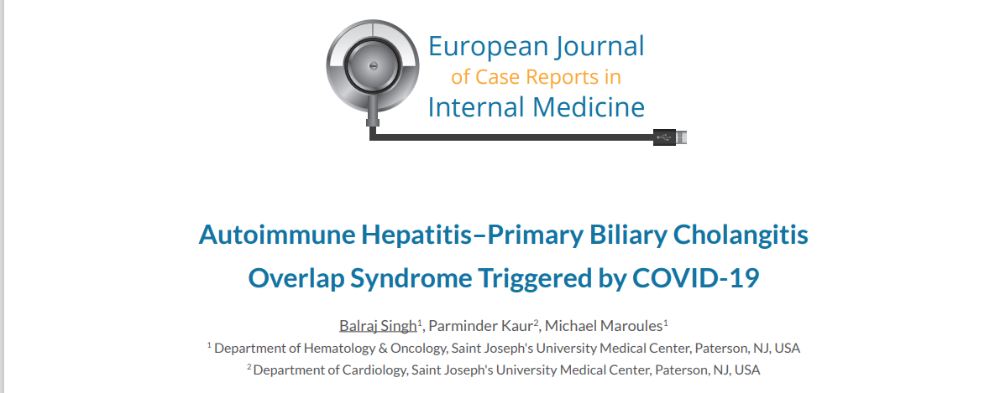 European Journal
of Case Reports in
Internal Medicine
Autoimmune Hepatitis–Primary Biliary Cholangitis
Overlap Syndrome Triggered by COVID-19
Balraj Singh¹, Parminder Kaur², Michael Maroules¹
¹ Department of Hematology & Oncology, Saint Joseph's University Medical Center, Paterson, NJ, USA
² Department of Cardiology, Saint Joseph's University Medical Center, Paterson, NJ, USA